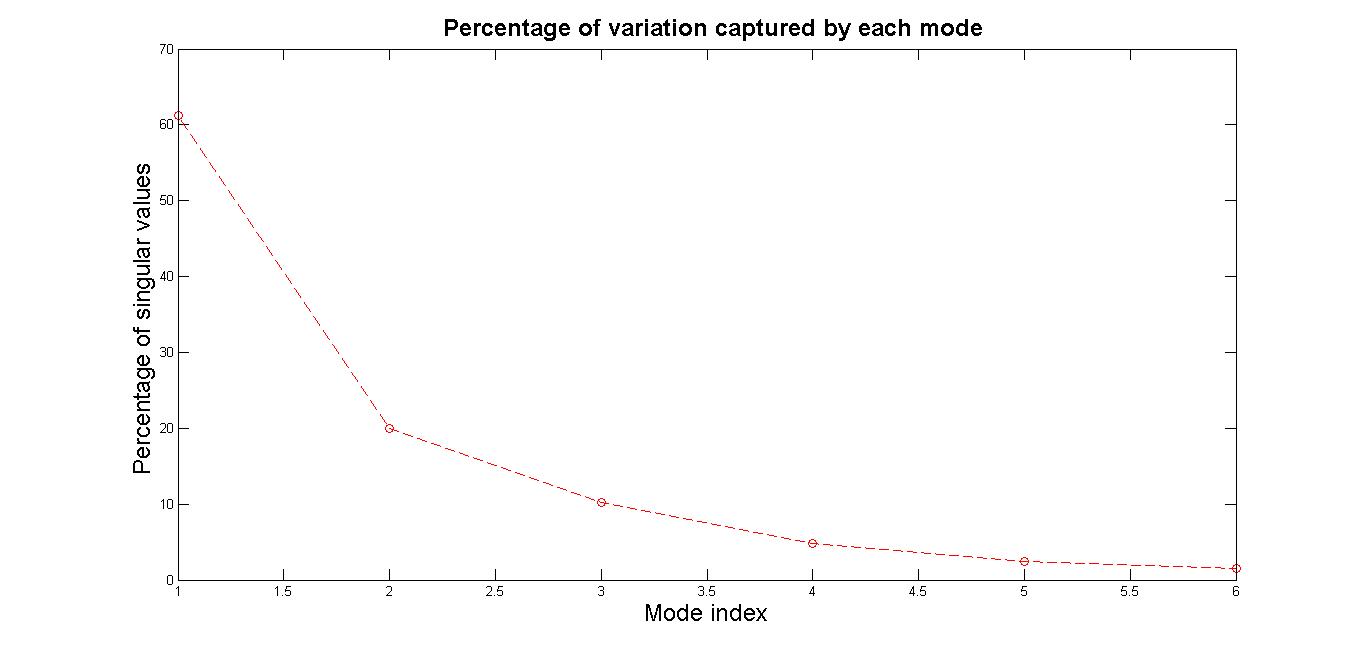 Percentage of variation captured by each mode
70
60
50
40
30
20
10
0
Percentage of singular values
1 1.5 2 2.5 3 3.5 4 4.5 5 5.5 6
Mode index